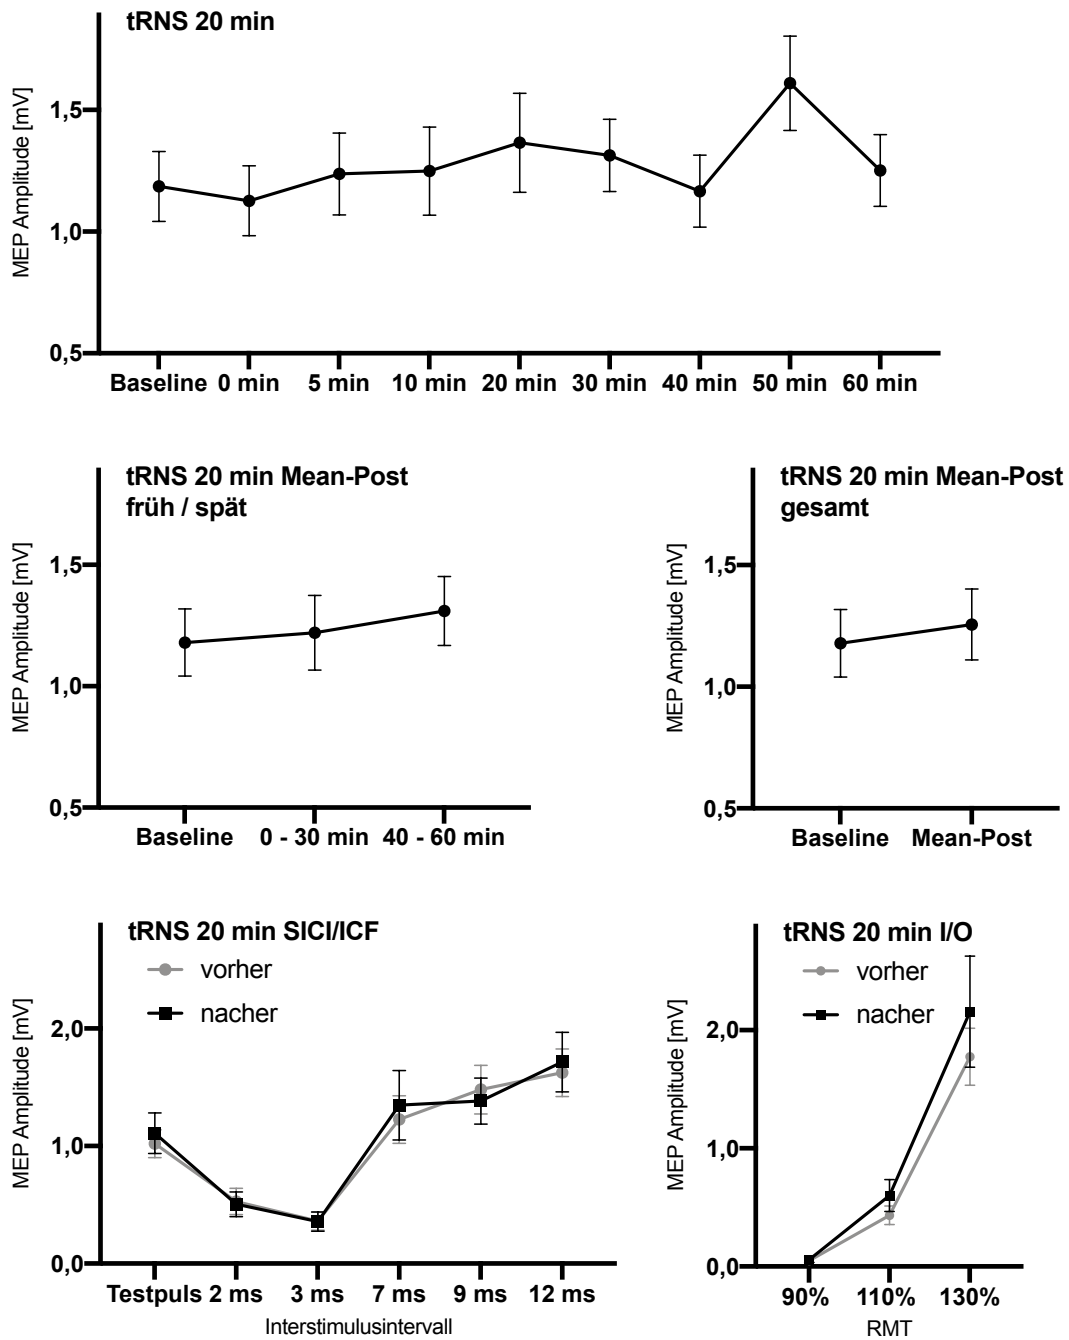 tRNS 20 min
MEP Amplitude [mV]
1,5
1,0
0,5
Baseline 0 min 5 min 10 min 20 min 30 min 40 min 50 min 60 min
tRNS 20 min Mean-Post
früh / spät
MEP Amplitude [mV]
1,5
1,0
0,5
Baseline 0 - 30 min 40 - 60 min
tRNS 20 min Mean-Post
gesamt
MEP Amplitude [mV]
1,5
1,0
0,5
Baseline Mean-Post
tRNS 20 min SICI/ICF
vorher
nacher
MEP Amplitude [mV]
2,0
1,0
0,0
Testpuls 2 ms 3 ms 7 ms 9 ms 12 ms
Interstimulusintervall
tRNS 20 min I/O
vorher
nacher
MEP Amplitude [mV]
2,0
1,0
0,0
90% 110% 130%
RMT